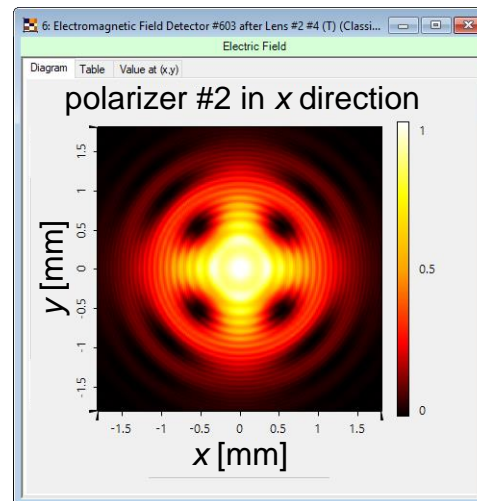 6: Electromagnetic Field Detector #603 after Lens #2 #4 (T) (Classi...
Electric Field
Diagram Table Value at (x,y)
polarizer #2 in x direction
1.5
1
0.5
0
-0.5
-1
-1.5
y [mm]
-1.5 -1 -0.5 0 0.5 1 1.5
x [mm]
1
0.5
0